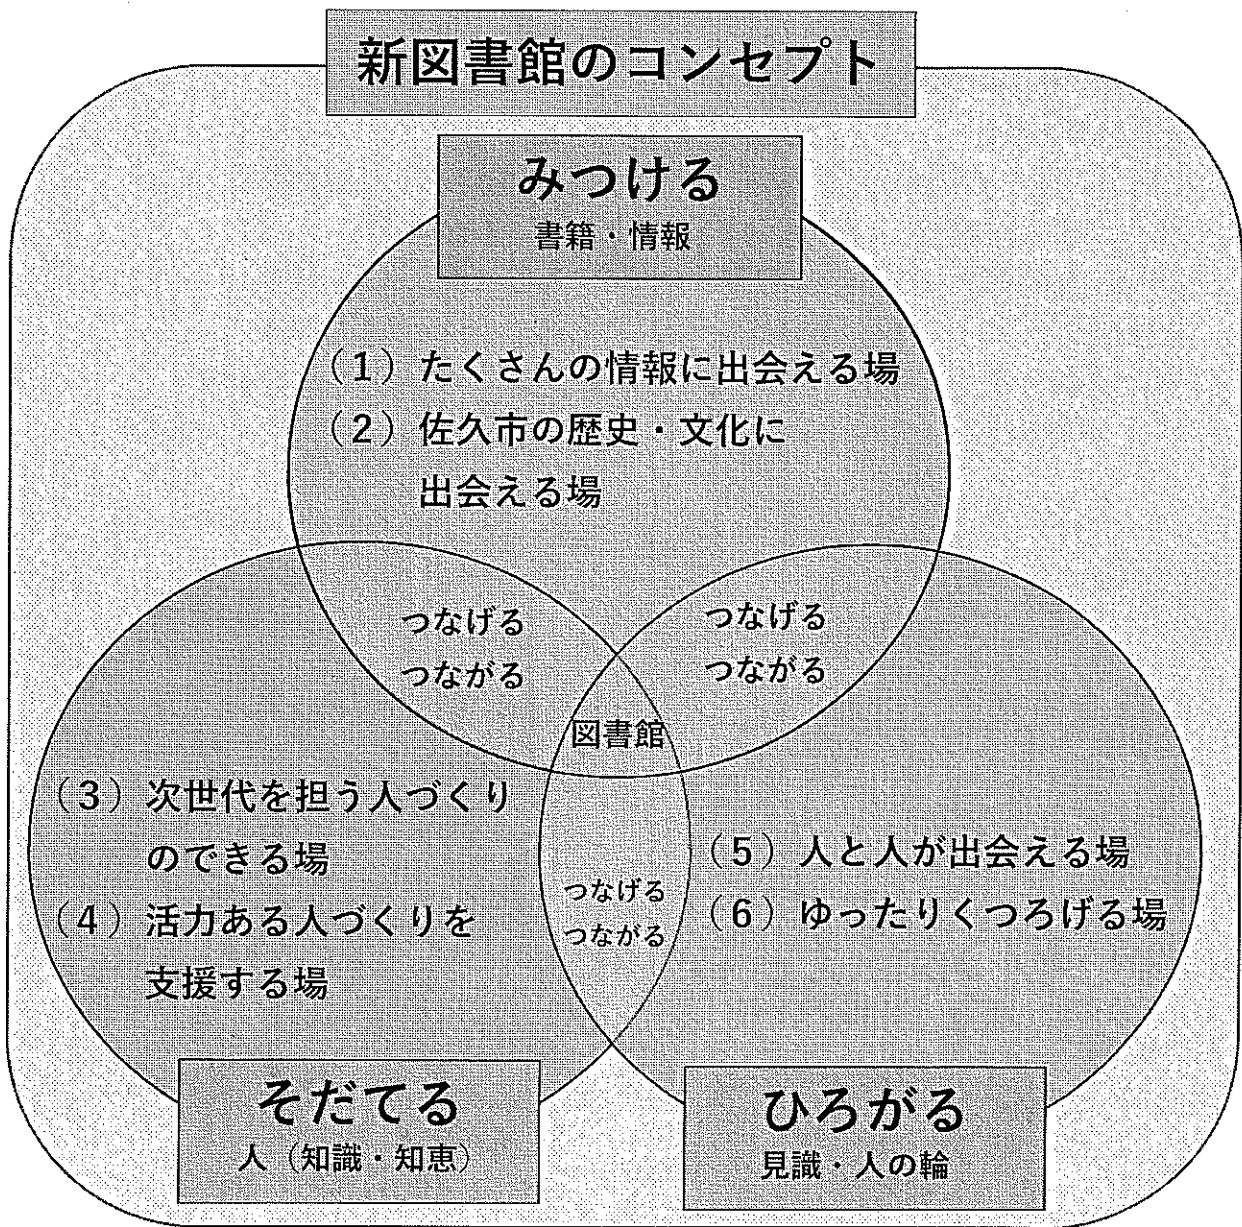 新図書館のコンセプト
みつける
書籍・情報
（1）たくさんの情報に出会える場
（2）佐久市の歴史・文化に
出会える場
つなげる
つながる
つなげる
つながる
図書館
（3）次世代を担う人づくり
のできる場
（4）活力ある人づくりを
支援する場
つなげる
つながる
（5）人と人が出会える場
（6）ゆったりくつろげる場
そだてる
人（知識・知恵）
ひろがる
見識・人の輪